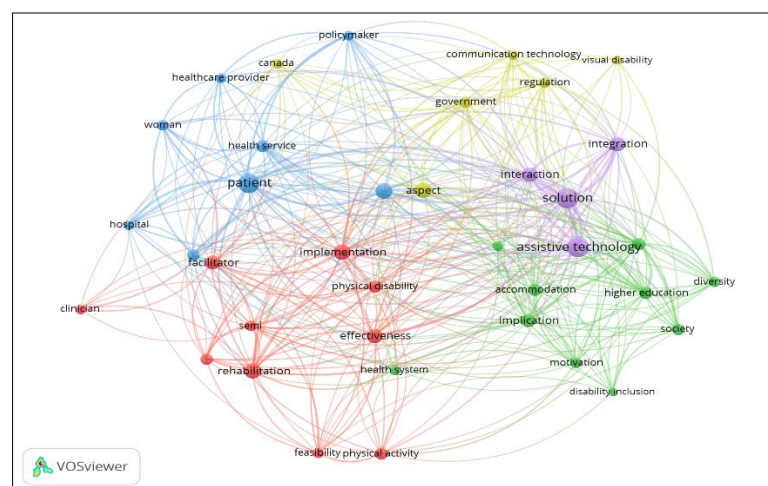 policymaker
canada
communication technology
visual disability
healthcare provider
regulation
government
woman
health service
integration
interaction
patient
aspect
solution
hospital
implementation
assistive technology
facilitator
physical disability
accommodation
higher education
diversity
clinician
semi
effectiveness
implication
society
rehabilitation
health system
motivation
disability inclusion
feasibility
physical activity
VOSviewer